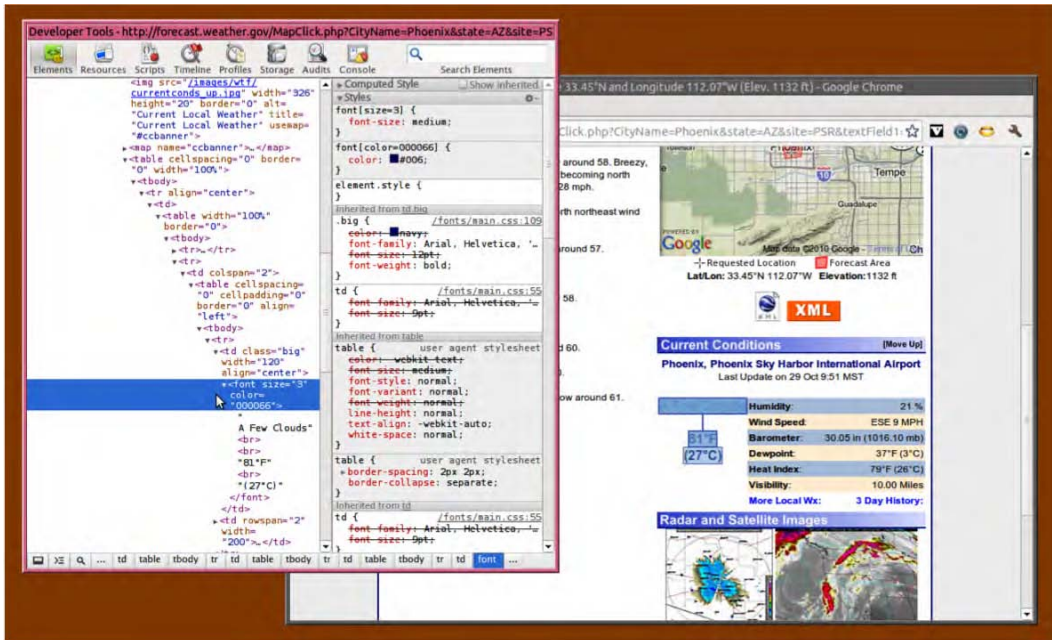 Developer Tools - http://forecast.weather.gov/MapClick.php?CityName=Phoenix&state=AZ&site=PS
Elements Resources Scripts Timeline Profiles Storage Audits Console Search Elements
<img src="/images/wtf/
currentconds_up.jpg" width="326"
height="20" border="0" alt=
"Current Local Weather" title=
"Current Local Weather" usemap=
"#ccbanner">
<map name="ccbanner">…</map>
<table cellspacing="0" border=
"0" width="100%">
<tbody>
<tr align="center">
<td>
<table width="100%"
border="0">
<tbody>
<tr>…</tr>
<tr>
<td colspan="2">
<table cellspacing=
"0" cellpadding="0"
border="0" align=
"left">
<tbody>
<tr>
<td class="big"
width="120"
align="center">
<font size="3"
color=
"000066">
"
A Few Clouds"
<br>
<br>
"81°F"
<br>
"(27°C)"
</font>
</td>
<td rowspan="2"
width=
"200">…</td>
Computed Style Show inherited
Styles
font[size=3] {
font-size: medium;
}
font[color=000066] {
color: #006;
}
element.style {
}
Inherited from td.big
.big { /fonts/main.css:109
color: navy;
font-family: Arial, Helvetica, '…
font-size: 12pt;
font-weight: bold;
}
td { /fonts/main.css:55
font-family: Arial, Helvetica, '…
font-size: 9pt;
}
Inherited from table
table { user agent stylesheet
color: -webkit-text;
font-size: medium;
font-style: normal;
font-variant: normal;
font-weight: normal;
line-height: normal;
text-align: -webkit-auto;
white-space: normal;
}
table { user agent stylesheet
border-spacing: 2px 2px;
border-collapse: separate;
}
Inherited from td
td { /fonts/main.css:55
font-family: Arial, Helvetica, '…
font-size: 9pt;
}
... td table tbody tr td table tbody tr td table tbody tr td font ...
33.45°N and Longitude 112.07°W (Elev. 1132 ft) - Google Chrome
Click.php?CityName=Phoenix&state=AZ&site=PSR&textField1
around 58. Breezy,
becoming north
28 mph.
rth northeast wind
round 57.
58.
d 60.
ow around 61.
Phoenix
10
Tempe
Guadalupe
POWERED BY
Google
Map data ©2010 Google - Terms of
Ch
Requested Location Forecast Area
Lat/Lon: 33.45°N 112.07°W Elevation:1132 ft
KML
XML
Current Conditions [Move Up]
Phoenix, Phoenix Sky Harbor International Airport
Last Update on 29 Oct 9:51 MST
81°F
(27°C)
Humidity: 21 %
Wind Speed: ESE 9 MPH
Barometer: 30.05 in (1016.10 mb)
Dewpoint: 37°F (3°C)
Heat Index: 79°F (26°C)
Visibility: 10.00 Miles
More Local Wx: 3 Day History:
Radar and Satellite Images